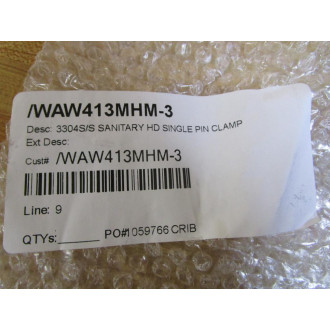 /WAW413MHM-3
Desc: 3304S/S SANITARY HD SINGLE PIN CLAMP
Ext Desc:
Cust# /WAW413MHM-3
Line: 9
QTYs:______ PO#1059766 CRIB